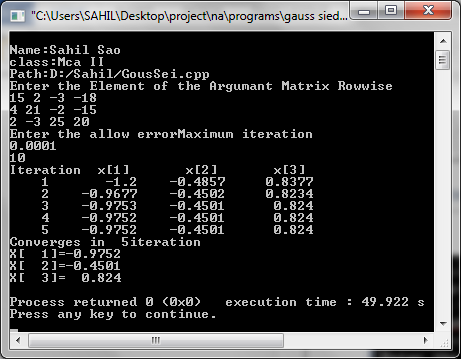 "C:\Users\SAHIL\Desktop\project\na\programs\gauss sied...
Name:Sahil Sao
class:Mca II
Path:D:/Sahil/GousSei.cpp
Enter the Element of the Argumant Matrix Rowwise
15 2 -3 -18
4 21 -2 -15
2 -3 25 20
Enter the allow errorMaximum iteration
0.0001
10
Iteration  x[1]      x[2]      x[3]
1      -1.2   -0.4857    0.8377
2   -0.9677   -0.4502    0.8234
3   -0.9753   -0.4501     0.824
4   -0.9752   -0.4501     0.824
5   -0.9752   -0.4501     0.824
Converges in  5iteration
X[  1]=-0.9752
X[  2]=-0.4501
X[  3]=  0.824
Process returned 0 (0x0)   execution time : 49.922 s
Press any key to continue.